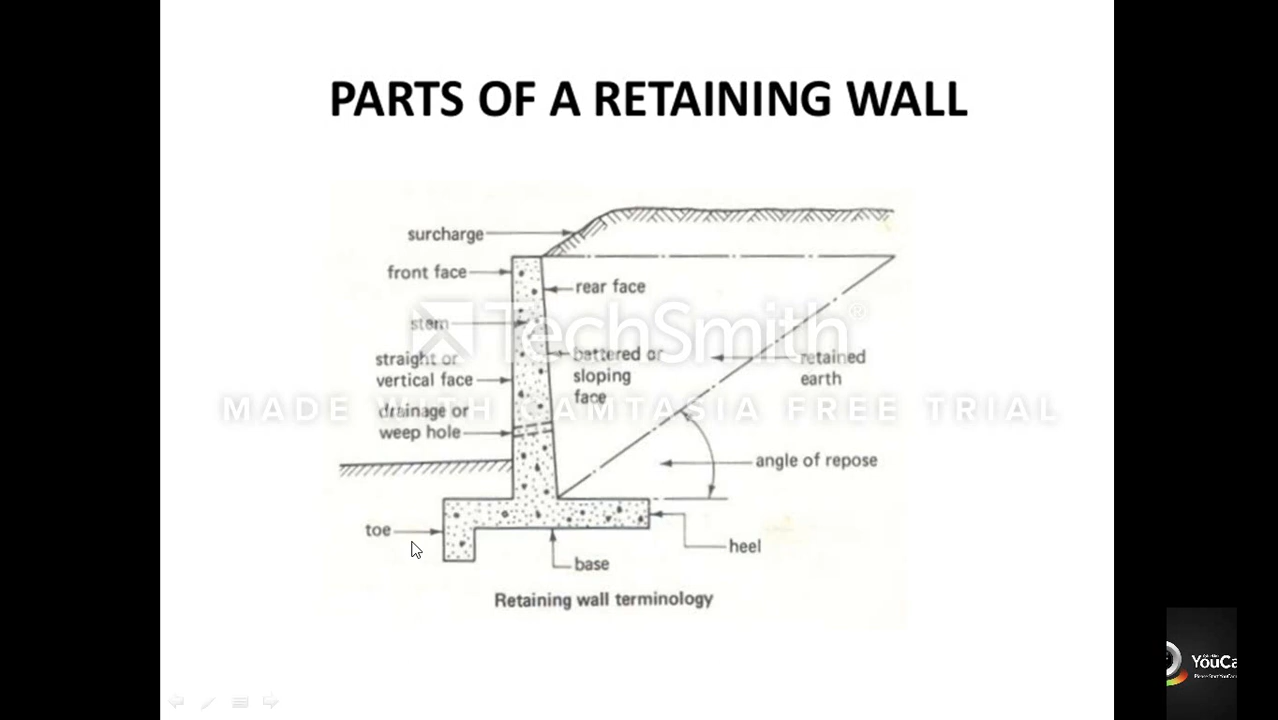 PARTS OF A RETAINING WALL
surcharge
front face
rear face
stem
TechSmith®
straight or
vertical face
battered or
sloping
face
retained
earth
MADE WITH CAMTASIA FREE TRIAL
drainage or
weep hole
angle of repose
toe
heel
base
Retaining wall terminology
YouCa